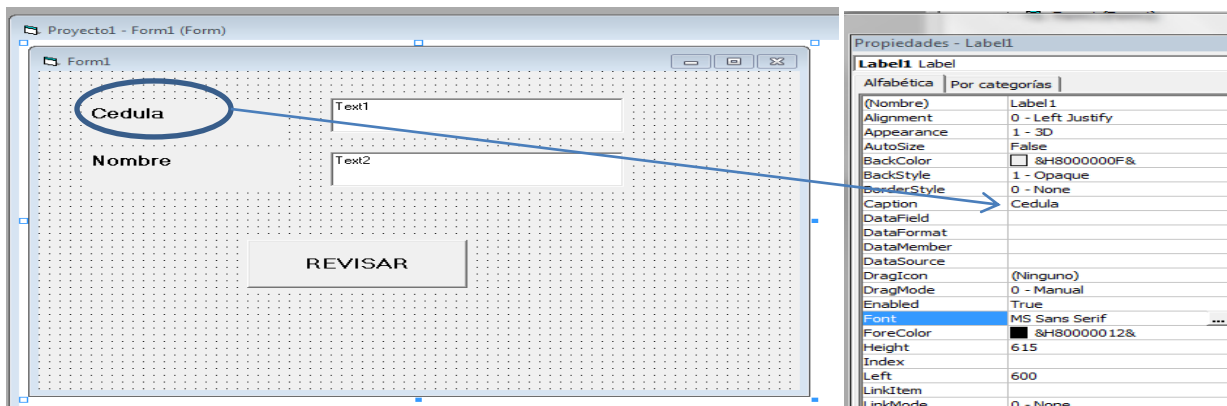 Proyecto1 - Form1 (Form)
Form1
Cedula
Text1
Nombre
Text2
REVISAR
Propiedades - Label1
Label1 Label
Alfabética Por categorías
(Nombre) Label1
Alignment 0 - Left Justify
Appearance 1 - 3D
AutoSize False
BackColor &H8000000F&
BackStyle 1 - Opaque
BorderStyle 0 - None
Caption Cedula
DataField
DataFormat
DataMember
DataSource
DragIcon (Ninguno)
DragMode 0 - Manual
Enabled True
Font MS Sans Serif ...
ForeColor &H80000012&
Height 615
Index
Left 600
LinkItem
LinkMode 0 - None